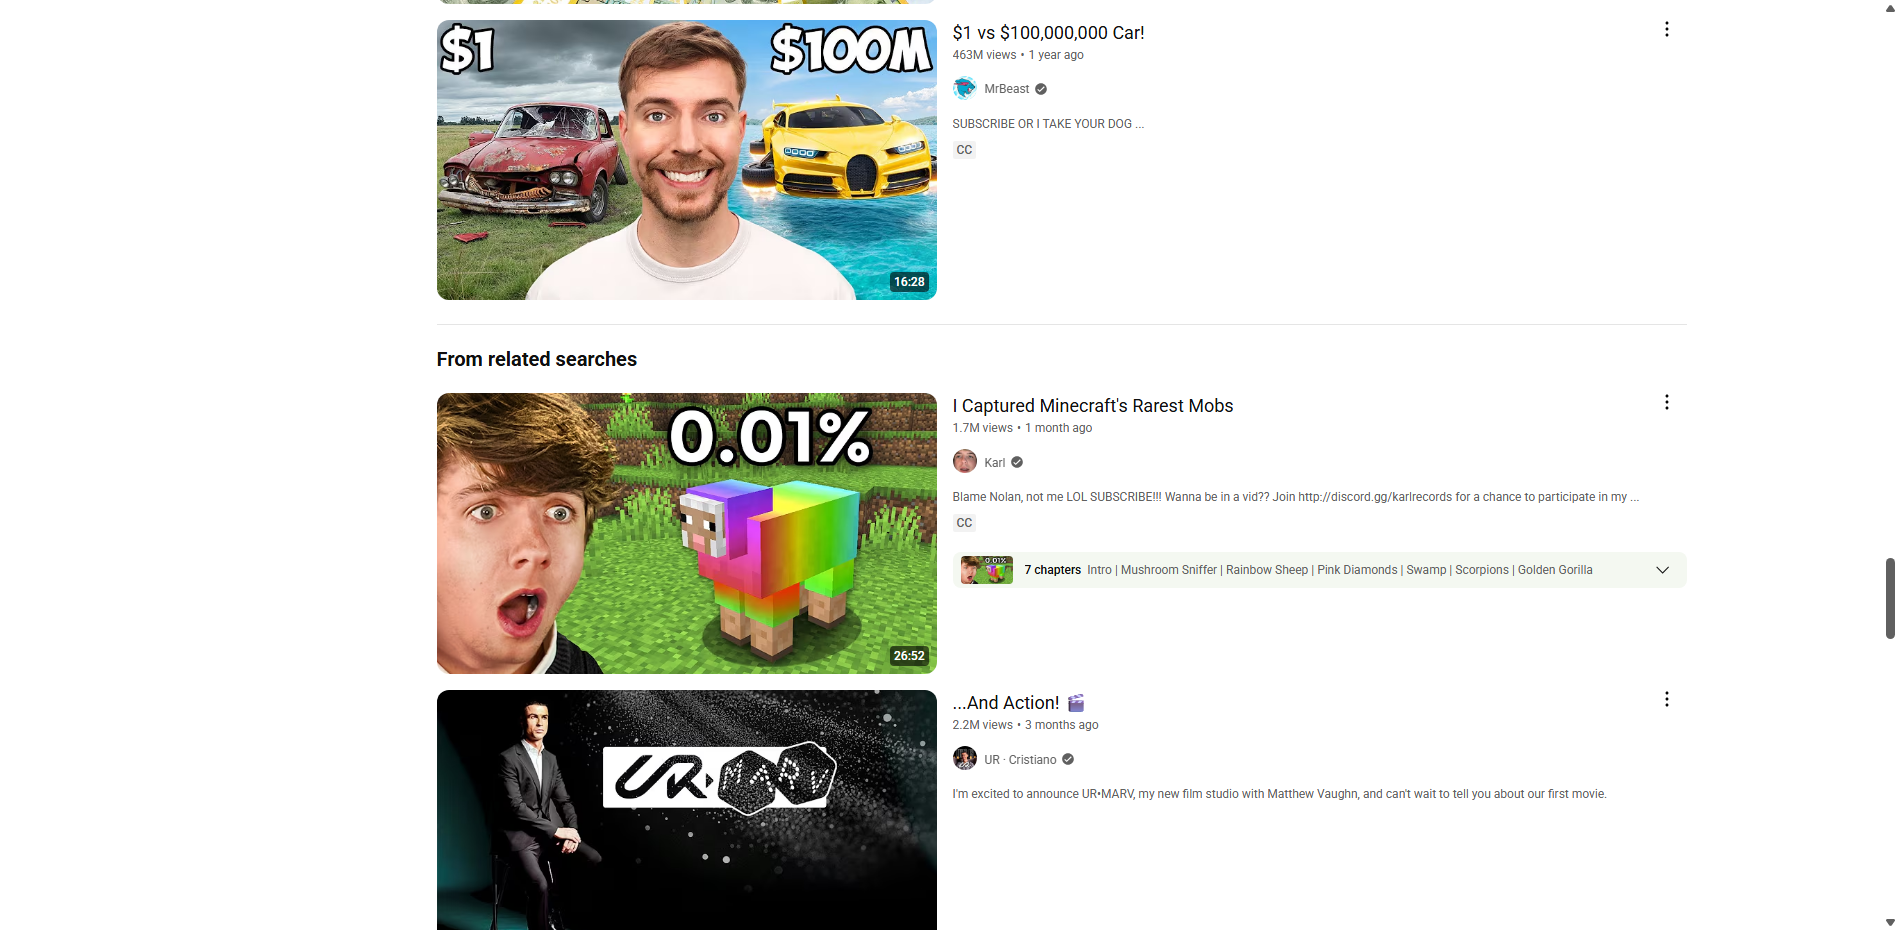 $1
$100M
16:28
$1 vs $100,000,000 Car!
463M views • 1 year ago
MrBeast
SUBSCRIBE OR I TAKE YOUR DOG ...
CC
From related searches
0.01%
26:52
I Captured Minecraft's Rarest Mobs
1.7M views • 1 month ago
Karl
Blame Nolan, not me LOL SUBSCRIBE!!! Wanna be in a vid?? Join http://discord.gg/karlrecords for a chance to participate in my ...
CC
0.01%
7 chapters Intro | Mushroom Sniffer | Rainbow Sheep | Pink Diamonds | Swamp | Scorpions | Golden Gorilla
UR•MARV
...And Action! 🎬
2.2M views • 3 months ago
UR · Cristiano
I'm excited to announce UR•MARV, my new film studio with Matthew Vaughn, and can't wait to tell you about our first movie.